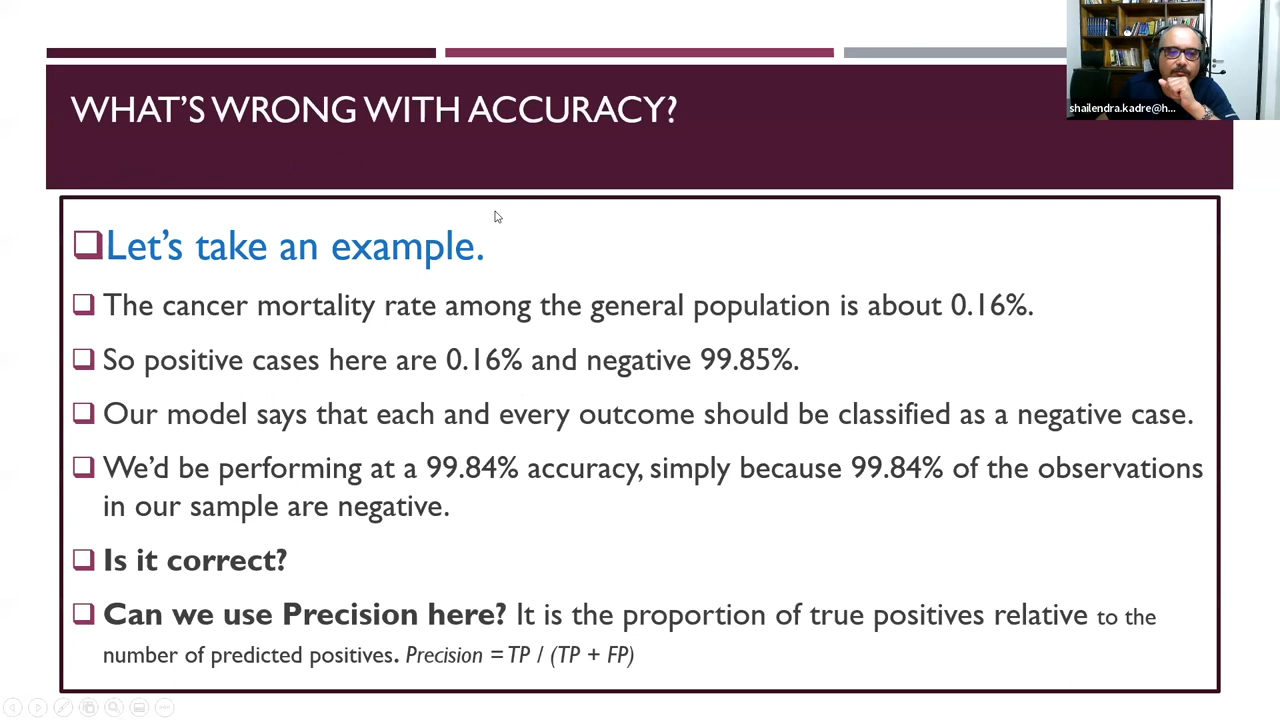 WHAT'S WRONG WITH ACCURACY?
shailendra.kadre@h...
Let's take an example.
The cancer mortality rate among the general population is about 0.16%.
So positive cases here are 0.16% and negative 99.85%.
Our model says that each and every outcome should be classified as a negative case.
We'd be performing at a 99.84% accuracy, simply because 99.84% of the observations
in our sample are negative.
Is it correct?
Can we use Precision here? It is the proportion of true positives relative to the
number of predicted positives. Precision = TP / (TP + FP)